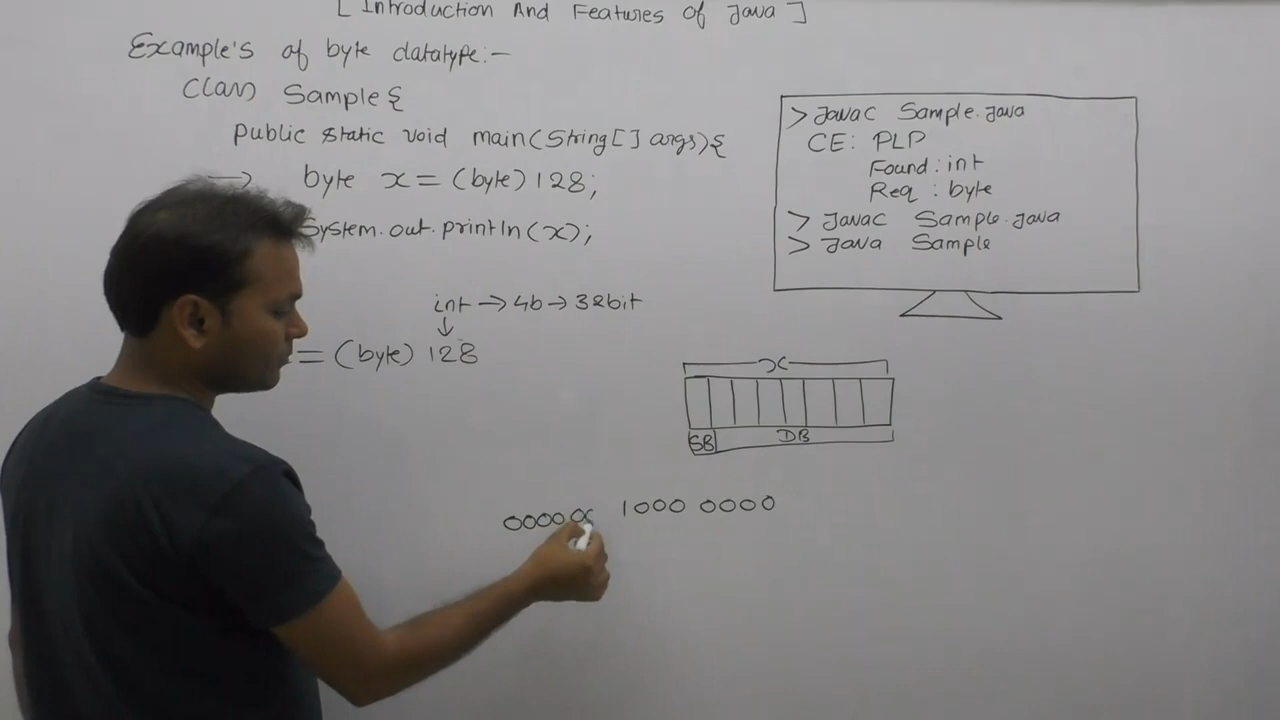 [ Introduction And Features Of Java ]
Example's of byte datatype:-
Class Sample {
public static void main(String[] args){
→ byte x = (byte) 128;
System.out.println(x);
> Javac Sample.java
CE: PLP
Found : int
Req : byte
> Javac Sample.java
> Java Sample
int → 4b → 32bit
↓
= (byte) 128
x
SB DB
00000 1000 0000